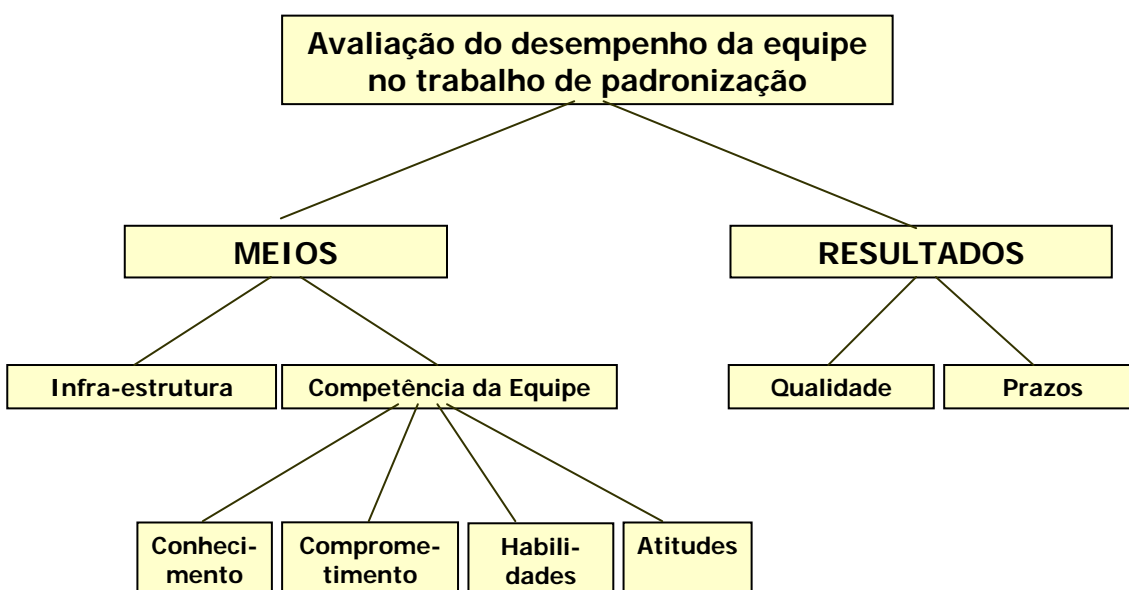 Avaliação do desempenho da equipe
no trabalho de padronização
MEIOS
RESULTADOS
Infra-estrutura
Competência da Equipe
Qualidade
Prazos
Conheci-
mento
Comprome-
timento
Habili-
dades
Atitudes